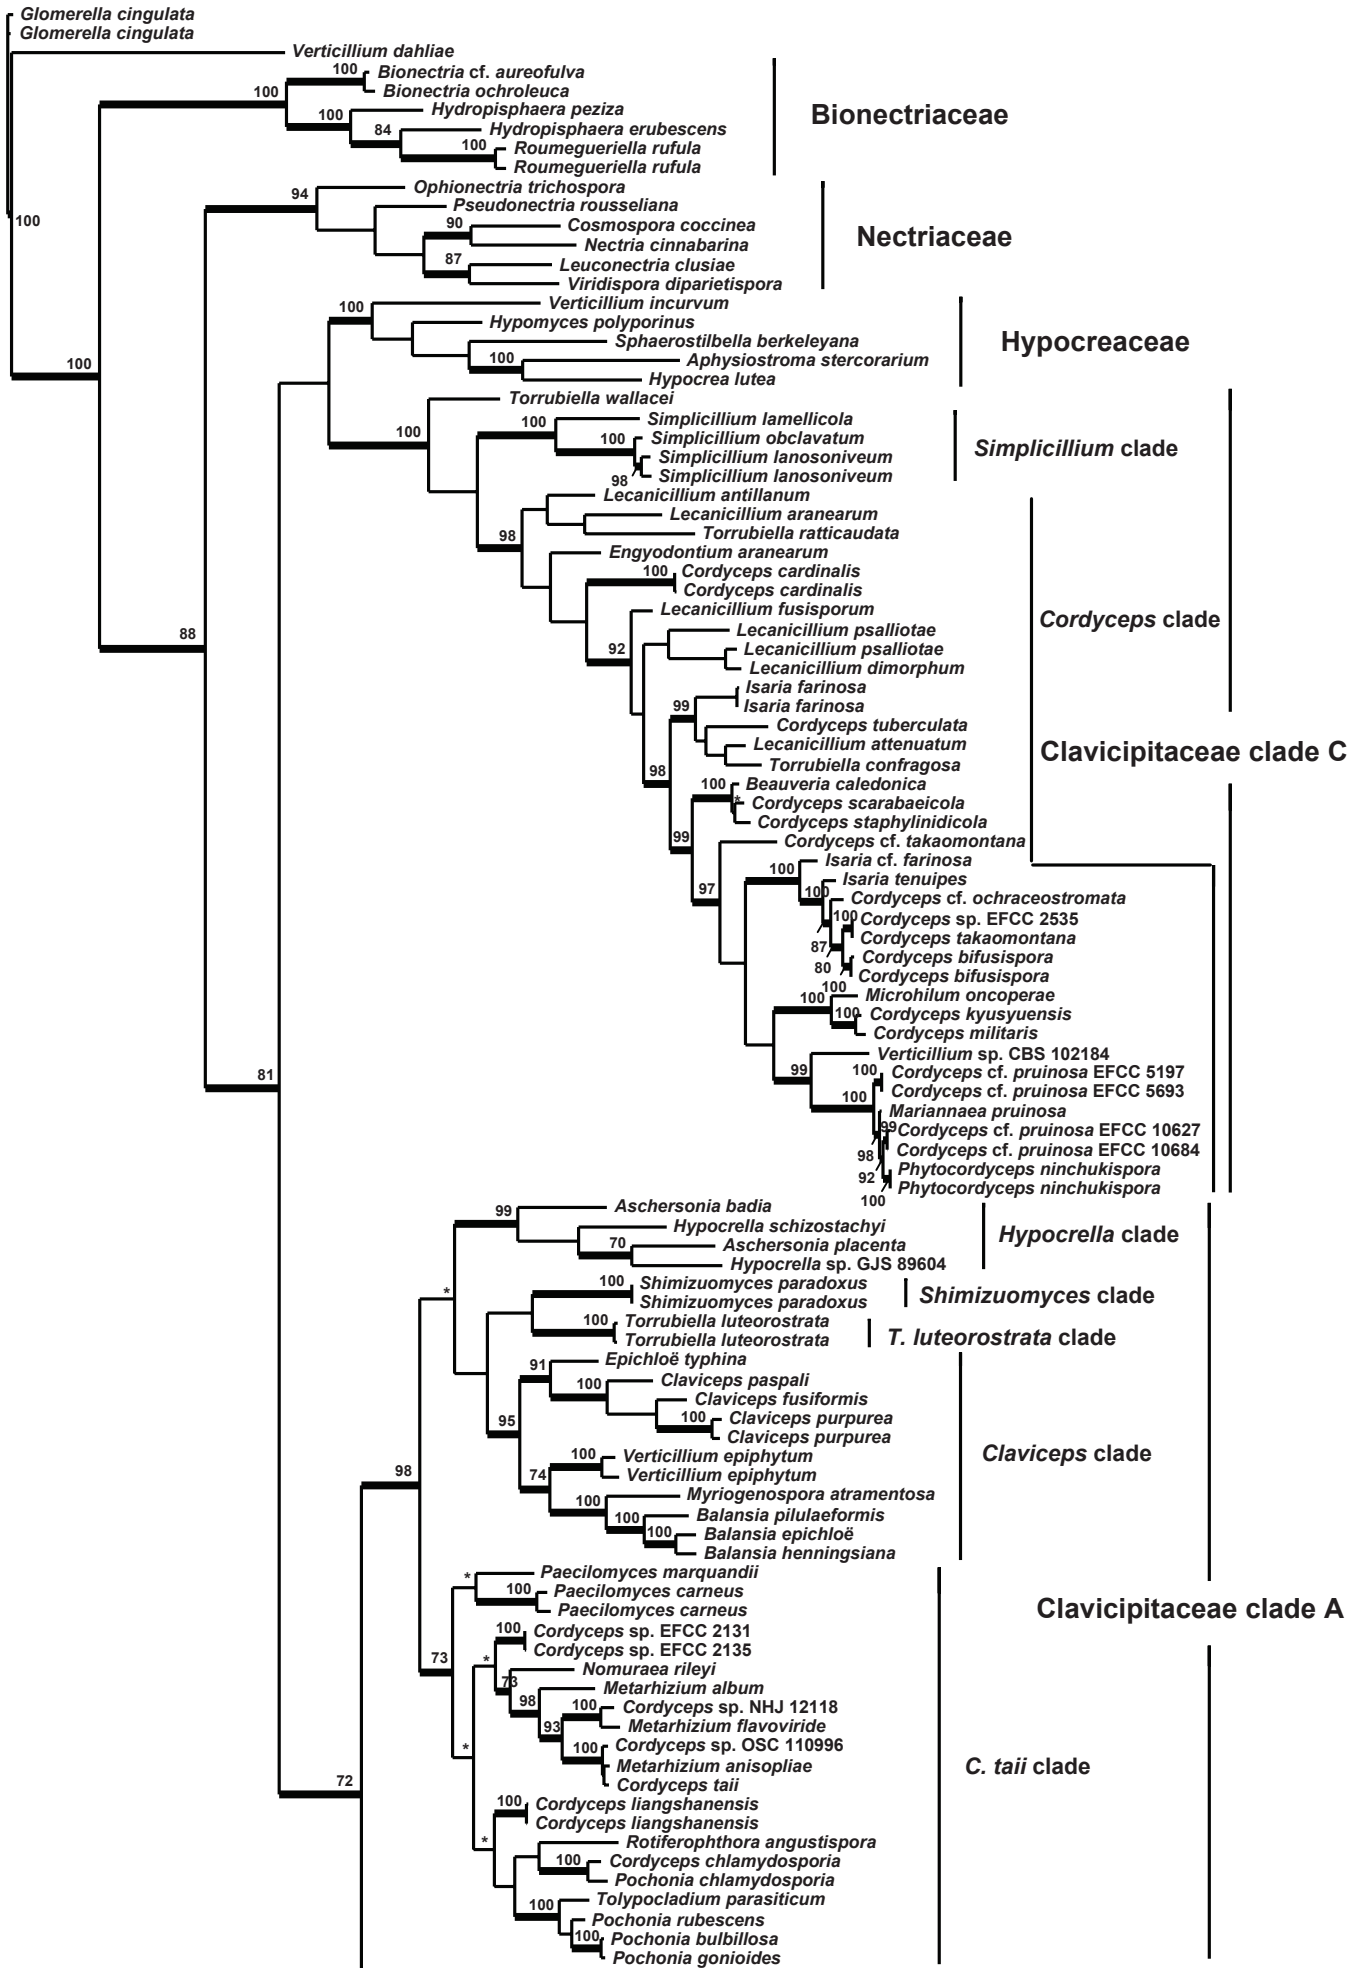 Glomerella cingulata
Glomerella cingulata
Verticillium dahliae
100 Bionectria cf. aureofulva
Bionectria ochroleuca
100
Hydropisphaera peziza
100
Bionectriaceae
84 Hydropisphaera erubescens
100 Roumegueriella rufula
Roumegueriella rufula
Ophionectria trichospora
94
Pseudonectria rousseliana
100
90 Cosmospora coccinea
Nectria cinnabarina
Nectriaceae
87 Leuconectria clusiae
Viridispora diparietispora
100 Verticillium incurvum
Hypomyces polyporinus
Sphaerostilbella berkeleyana
Hypocreaceae
100 Aphysiostroma stercorarium
100
Hypocrea lutea
Torrubiella wallacei
Simplicillium lamellicola
100
100
100 Simplicillium obclavatum
Simplicillium clade
Simplicillium lanosoniveum
Simplicillium lanosoniveum
98
Lecanicillium antillanum
Lecanicillium aranearum
Torrubiella ratticaudata
98
Engyodontium aranearum
100 Cordyceps cardinalis
Cordyceps cardinalis
Lecanicillium fusisporum
Cordyceps clade
88
Lecanicillium psalliotae
92
Lecanicillium psalliotae
Lecanicillium dimorphum
Isaria farinosa
Isaria farinosa
99
Cordyceps tuberculata
Lecanicillium attenuatum
Clavicipitaceae clade C
Torrubiella confragosa
98
100 Beauveria caledonica
* Cordyceps scarabaeicola
Cordyceps staphylinidicola
99
Cordyceps cf. takaomontana
Isaria cf. farinosa
100
Isaria tenuipes
97
100
Cordyceps cf. ochraceostromata
100 Cordyceps sp. EFCC 2535
Cordyceps takaomontana
87
Cordyceps bifusispora
80
Cordyceps bifusispora
100
Microhilum oncoperae
100
100 Cordyceps kyusyuensis
Cordyceps militaris
Verticillium sp. CBS 102184
81
99
100 Cordyceps cf. pruinosa EFCC 5197
Cordyceps cf. pruinosa EFCC 5693
100
Mariannaea pruinosa
99 Cordyceps cf. pruinosa EFCC 10627
Cordyceps cf. pruinosa EFCC 10684
98
Phytocordyceps ninchukispora
92
Phytocordyceps ninchukispora
100
Aschersonia badia
99
Hypocrella schizostachyi
Hypocrella clade
70 Aschersonia placenta
Hypocrella sp. GJS 89604
100 Shimizuomyces paradoxus
*
Shimizuomyces clade
Shimizuomyces paradoxus
100 Torrubiella luteorostrata
T. luteorostrata clade
Torrubiella luteorostrata
Epichloë typhina
91
Claviceps paspali
100
Claviceps fusiformis
100 Claviceps purpurea
95
Claviceps purpurea
Claviceps clade
100 Verticillium epiphytum
98
74 Verticillium epiphytum
Myriogenospora atramentosa
100
Balansia pilulaeformis
100
100 Balansia epichloë
Balansia henningsiana
Paecilomyces marquandii
*
100 Paecilomyces carneus
Paecilomyces carneus
Clavicipitaceae clade A
100 Cordyceps sp. EFCC 2131
Cordyceps sp. EFCC 2135
73
*
Nomuraea rileyi
73
Metarhizium album
98
100 Cordyceps sp. NHJ 12118
Metarhizium flavoviride
93
*
100 Cordyceps sp. OSC 110996
Metarhizium anisopliae
C. taii clade
Cordyceps taii
72
100 Cordyceps liangshanensis
Cordyceps liangshanensis
*
Rotiferophthora angustispora
100 Cordyceps chlamydosporia
Pochonia chlamydosporia
Tolypocladium parasiticum
100
Pochonia rubescens
100 Pochonia bulbillosa
Pochonia gonioides